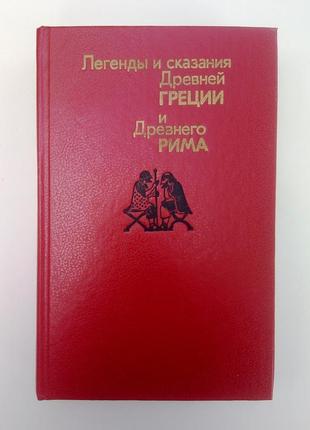 Легенды и сказания
Древней
ГРЕЦИИ
и
Древнего
РИМА